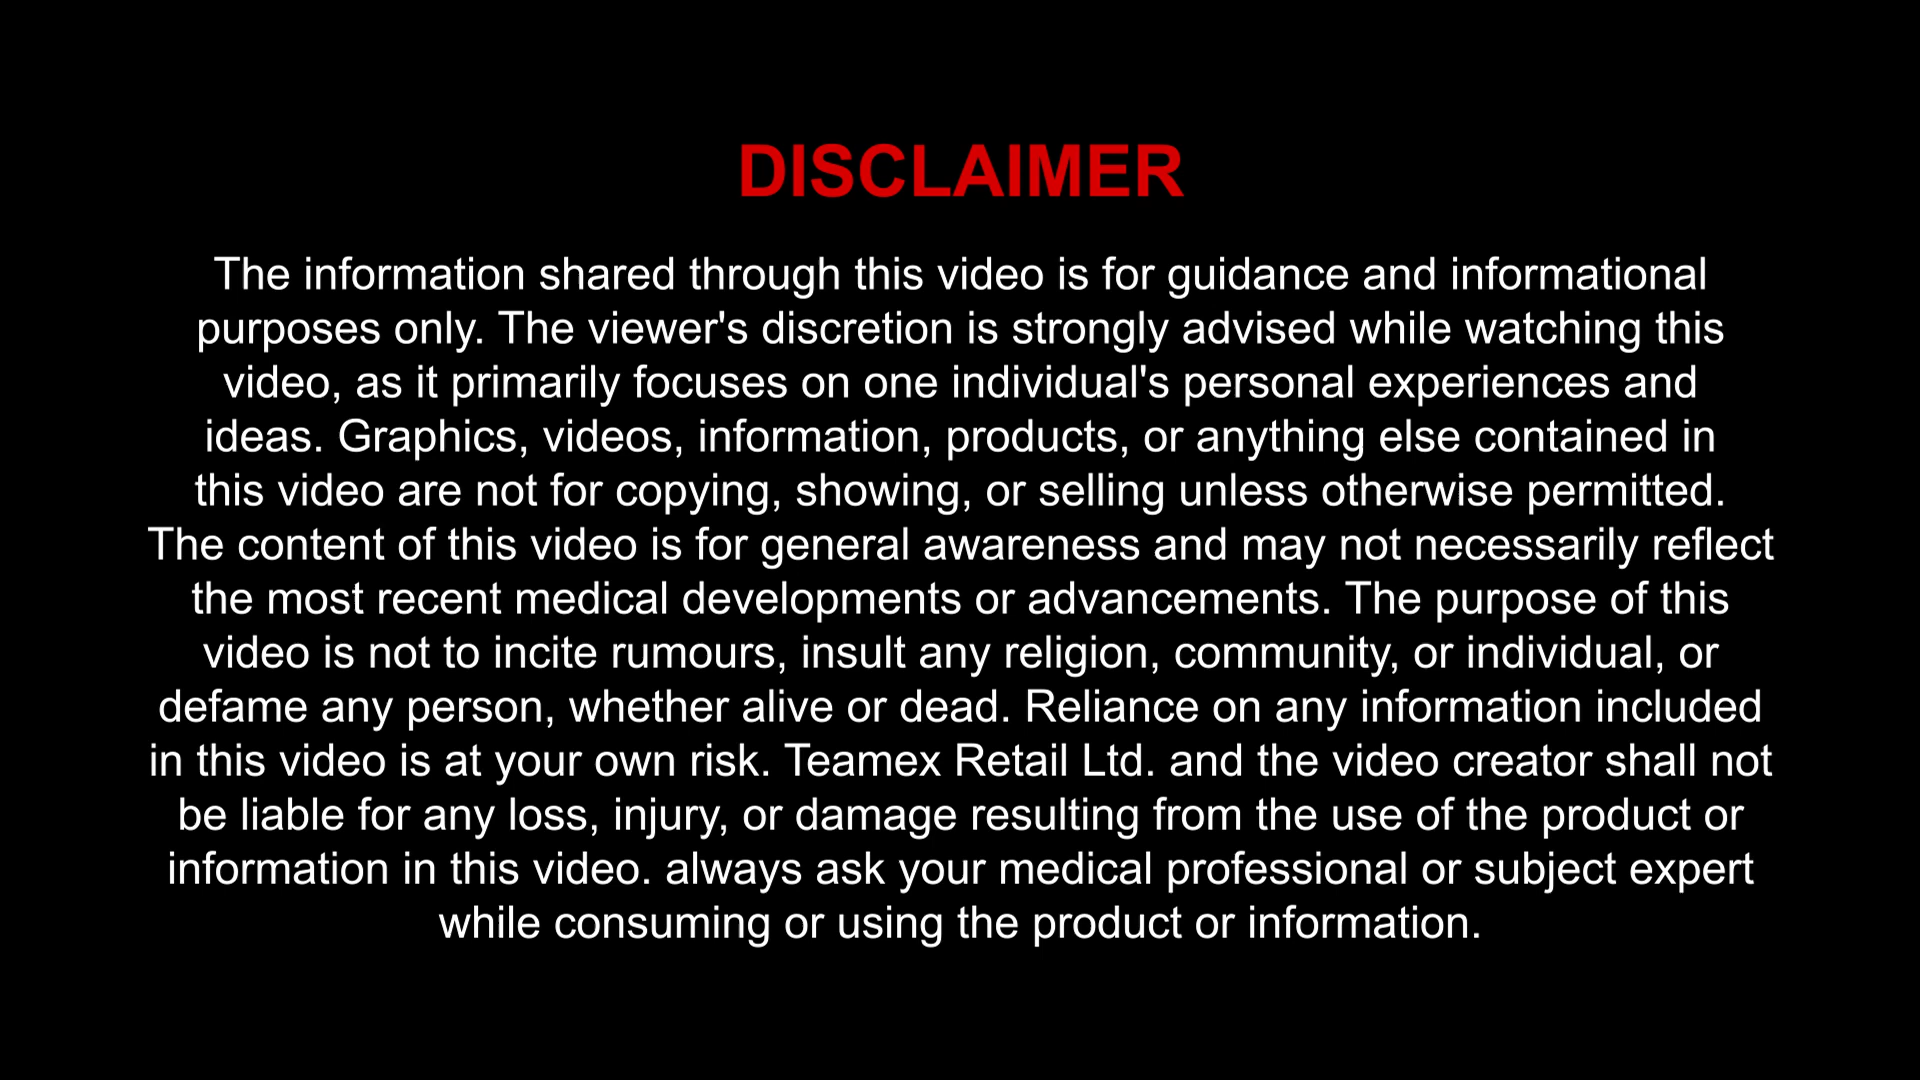 DISCLAIMER
The information shared through this video is for guidance and informational
purposes only. The viewer's discretion is strongly advised while watching this
video, as it primarily focuses on one individual's personal experiences and
ideas. Graphics, videos, information, products, or anything else contained in
this video are not for copying, showing, or selling unless otherwise permitted.
The content of this video is for general awareness and may not necessarily reflect
the most recent medical developments or advancements. The purpose of this
video is not to incite rumours, insult any religion, community, or individual, or
defame any person, whether alive or dead. Reliance on any information included
in this video is at your own risk. Teamex Retail Ltd. and the video creator shall not
be liable for any loss, injury, or damage resulting from the use of the product or
information in this video. always ask your medical professional or subject expert
while consuming or using the product or information.